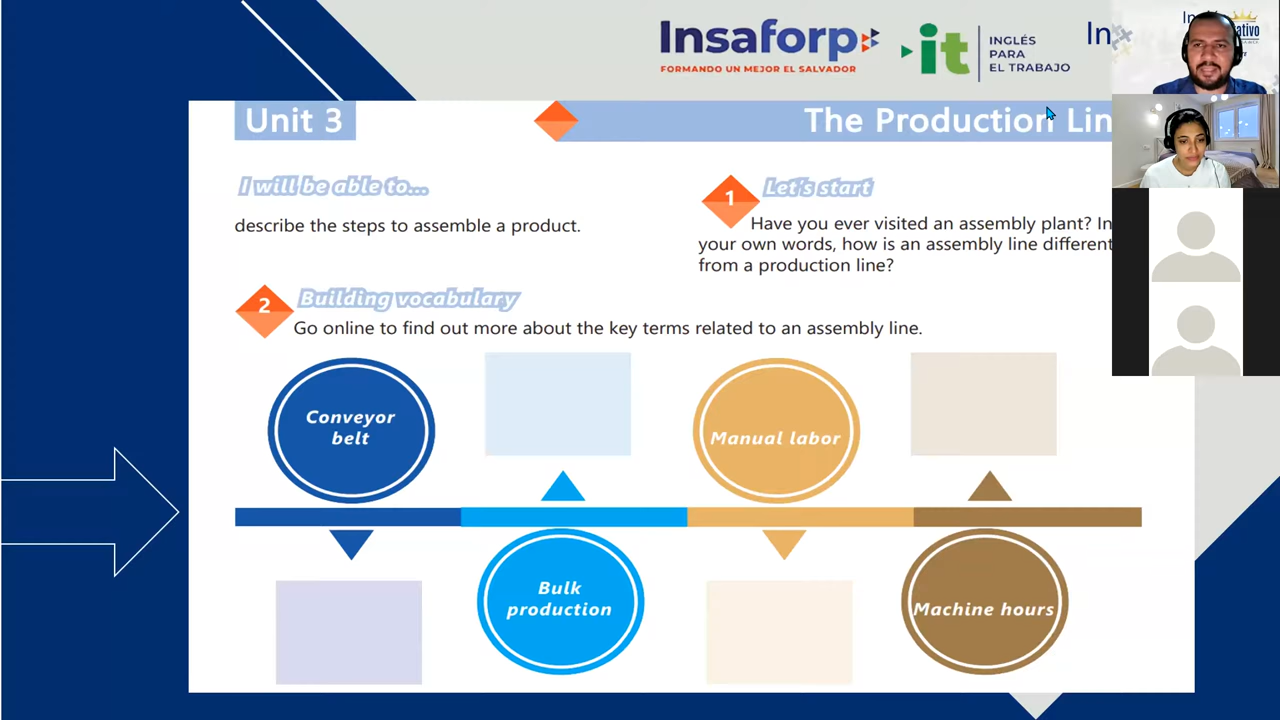 Insaforp
FORMANDO UN MEJOR EL SALVADOR
it
INGLÉS
PARA
EL TRABAJO
Unit 3
The Production Lin
I will be able to...
describe the steps to assemble a product.
1
Let's start
Have you ever visited an assembly plant? In
your own words, how is an assembly line different
from a production line?
2
Building vocabulary
Go online to find out more about the key terms related to an assembly line.
Conveyor
belt
Manual labor
Bulk
production
Machine hours